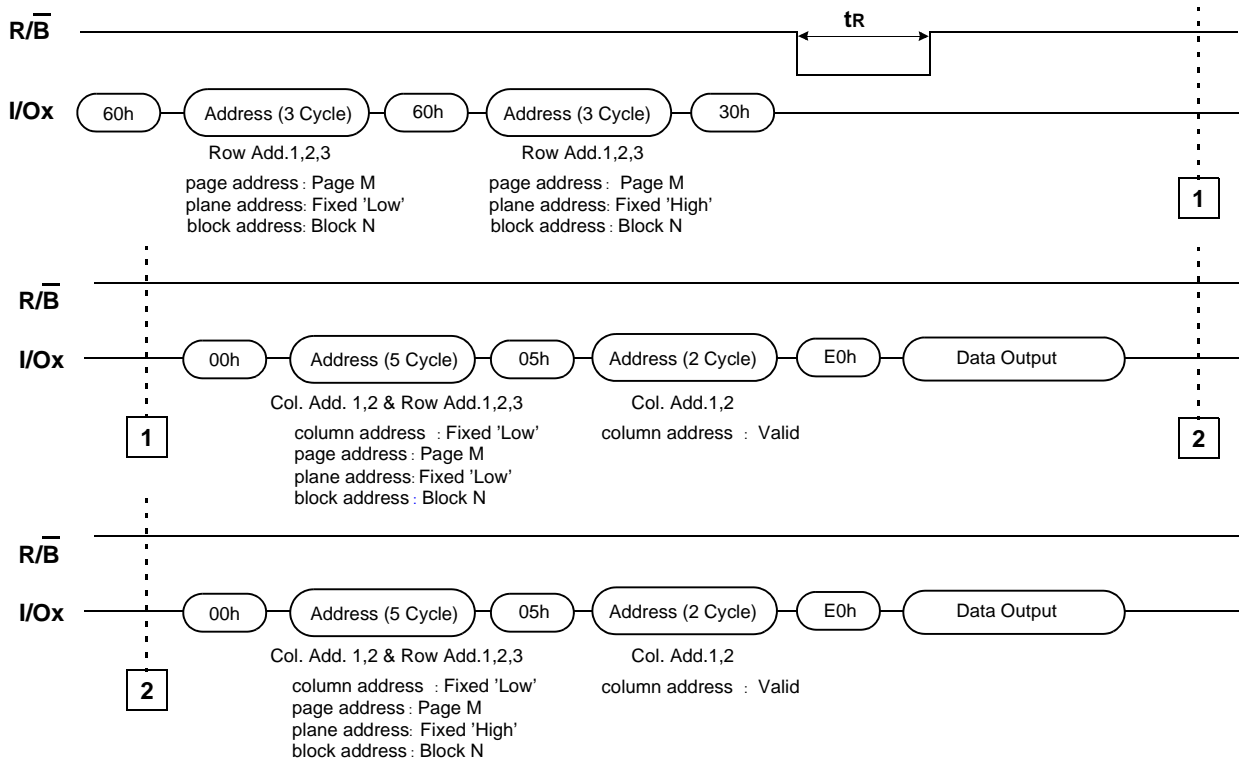 tR
R/B
I/Ox 60h Address (3 Cycle) 60h Address (3 Cycle) 30h
Row Add.1,2,3 Row Add.1,2,3
page address : Page M page address : Page M
plane address: Fixed 'Low' plane address: Fixed 'High'
block address: Block N block address: Block N
1
R/B
I/Ox 00h Address (5 Cycle) 05h Address (2 Cycle) E0h Data Output
Col. Add. 1,2 & Row Add.1,2,3 Col. Add.1,2
column address : Fixed 'Low' column address : Valid
page address : Page M
plane address: Fixed 'Low'
block address : Block N
1 2
R/B
I/Ox 00h Address (5 Cycle) 05h Address (2 Cycle) E0h Data Output
Col. Add. 1,2 & Row Add.1,2,3 Col. Add.1,2
column address : Fixed 'Low' column address : Valid
page address : Page M
plane address: Fixed 'High'
block address : Block N
2